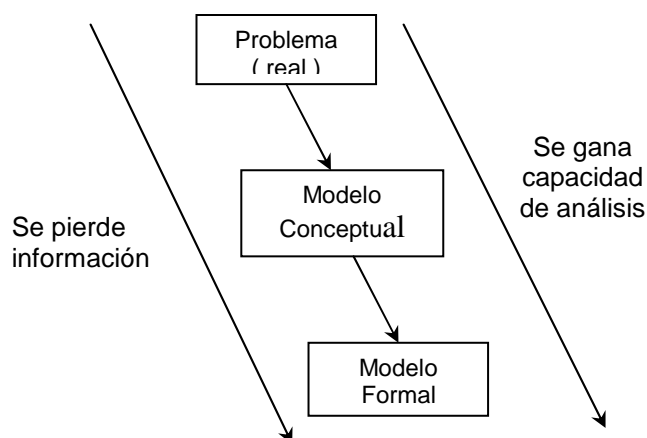 Problema
( real )
Se gana
capacidad
de análisis
Modelo
Conceptual
Se pierde
información
Modelo
Formal